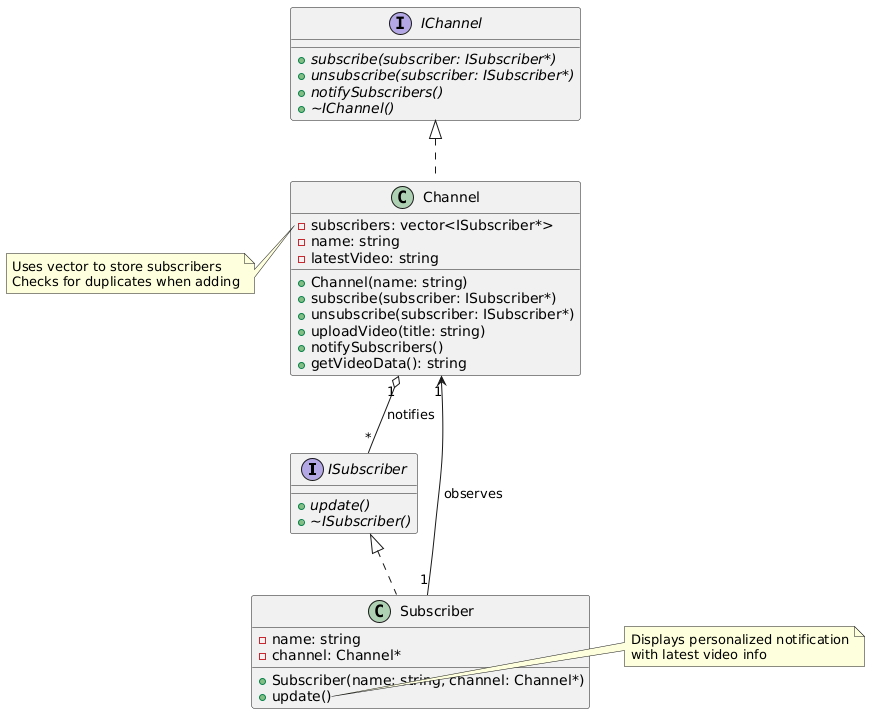 I IChannel
subscribe(subscriber: ISubscriber*)
unsubscribe(subscriber: ISubscriber*)
notifySubscribers()
~IChannel()
C Channel
subscribers: vector<ISubscriber*>
name: string
latestVideo: string
Channel(name: string)
subscribe(subscriber: ISubscriber*)
unsubscribe(subscriber: ISubscriber*)
uploadVideo(title: string)
notifySubscribers()
getVideoData(): string
Uses vector to store subscribers
Checks for duplicates when adding
1
1
notifies
*
I ISubscriber
update()
~ISubscriber()
observes
1
C Subscriber
name: string
channel: Channel*
Subscriber(name: string, channel: Channel*)
update()
Displays personalized notification
with latest video info